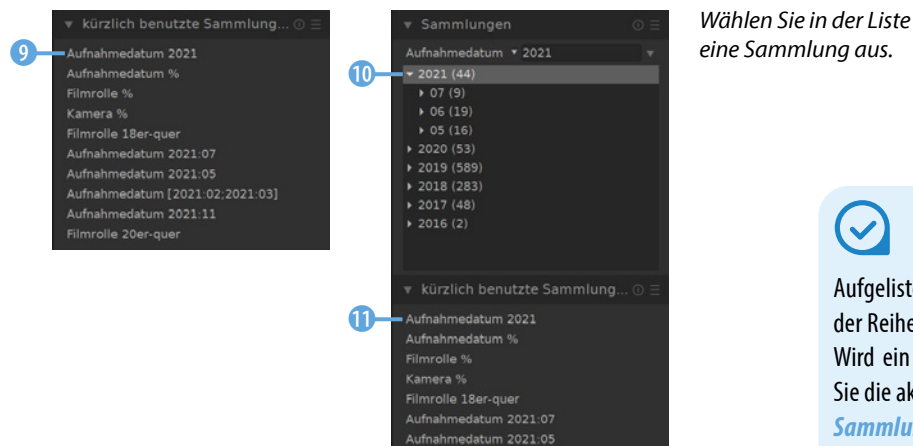 kürzlich benutzte Sammlung...
9
Aufnahmedatum 2021
Aufnahmedatum %
Filmrolle %
Kamera %
Filmrolle 18er-quer
Aufnahmedatum 2021:07
Aufnahmedatum 2021:05
Aufnahmedatum [2021:02;2021:03]
Aufnahmedatum 2021:11
Filmrolle 20er-quer
Sammlungen
Aufnahmedatum 2021
10
2021 (44)
07 (9)
06 (19)
05 (16)
2020 (53)
2019 (589)
2018 (283)
2017 (48)
2016 (2)
kürzlich benutzte Sammlung...
11
Aufnahmedatum 2021
Aufnahmedatum %
Filmrolle %
Kamera %
Filmrolle 18er-quer
Aufnahmedatum 2021:07
Aufnahmedatum 2021:05
Wählen Sie in der Liste
eine Sammlung aus.
der Reihe
Wird ein
Sie die